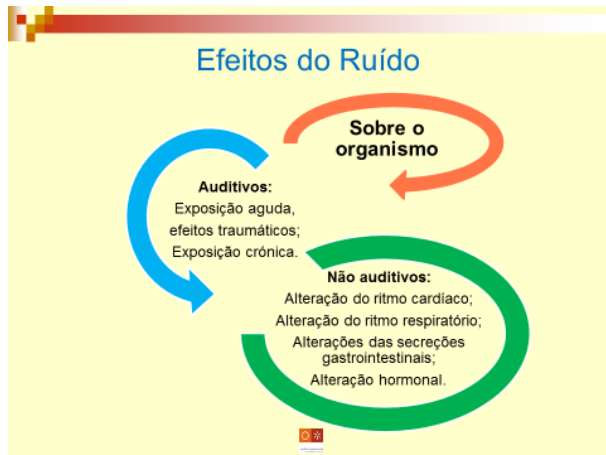 Efeitos do Ruído
Sobre o
organismo
Auditivos:
Exposição aguda,
efeitos traumáticos;
Exposição crónica.
Não auditivos:
Alteração do ritmo cardíaco;
Alteração do ritmo respiratório;
Alterações das secreções
gastrointestinais;
Alteração hormonal.